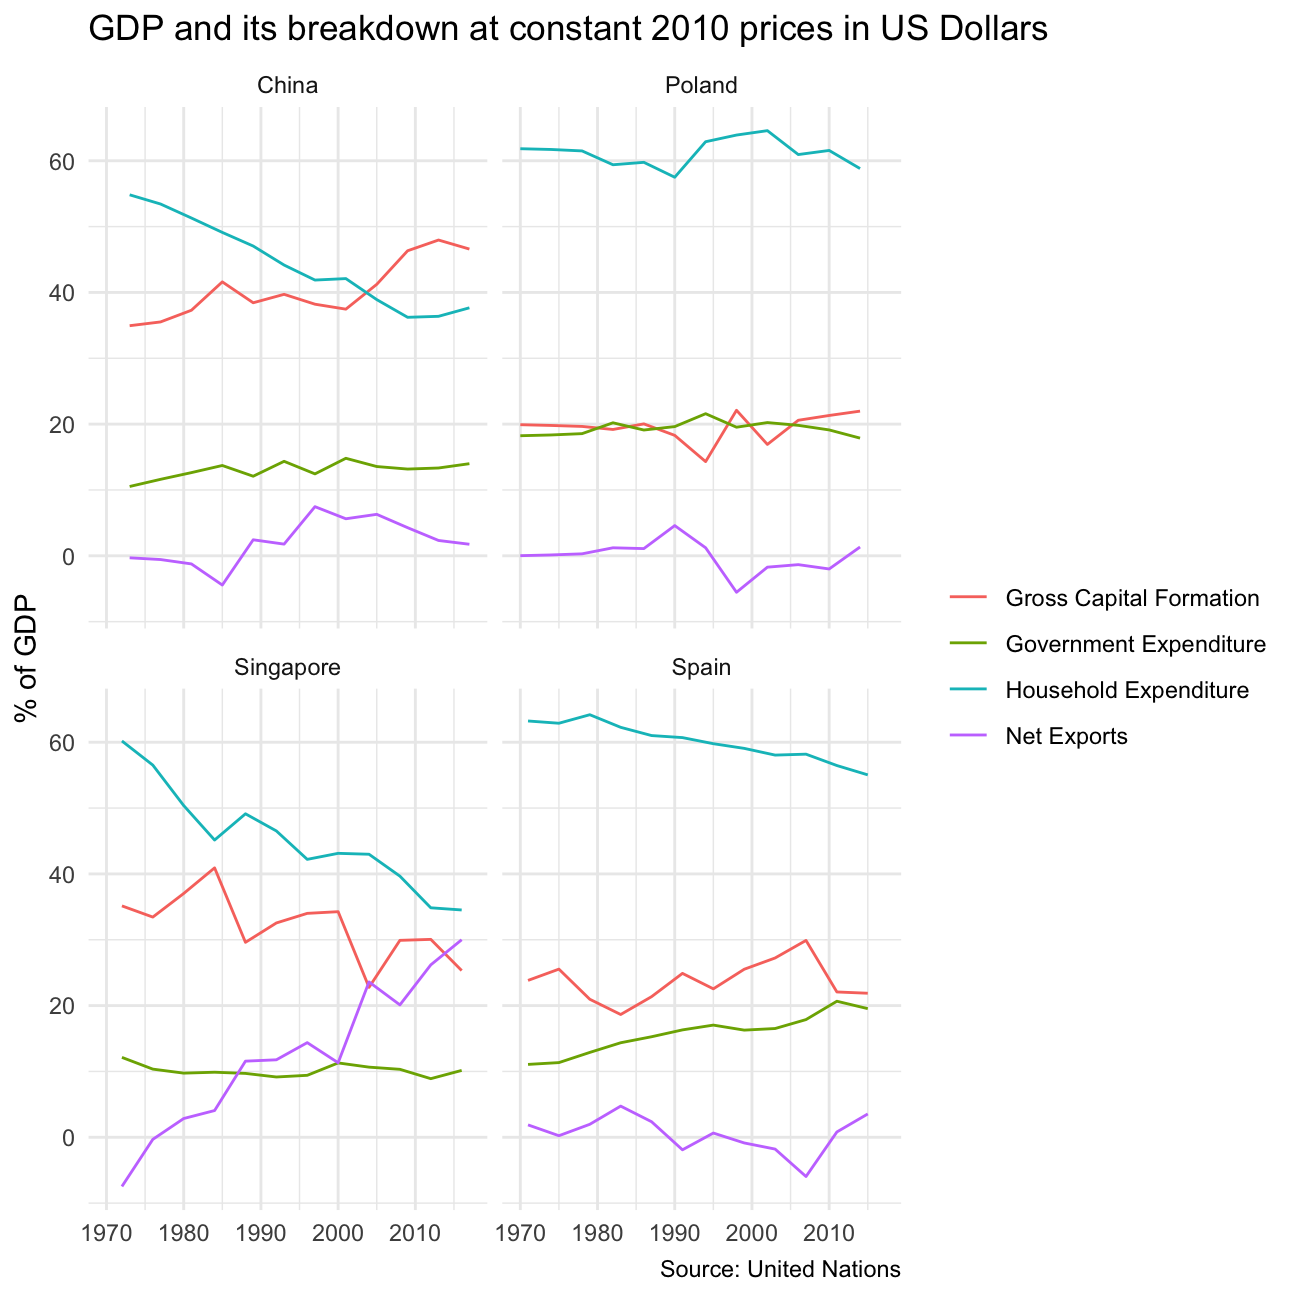 GDP and its breakdown at constant 2010 prices in US Dollars
China
Poland
60
40
20
0
% of GDP
Singapore
Spain
60
40
20
0
1970 1980 1990 2000 2010
1970 1980 1990 2000 2010
Gross Capital Formation
Government Expenditure
Household Expenditure
Net Exports
Source: United Nations